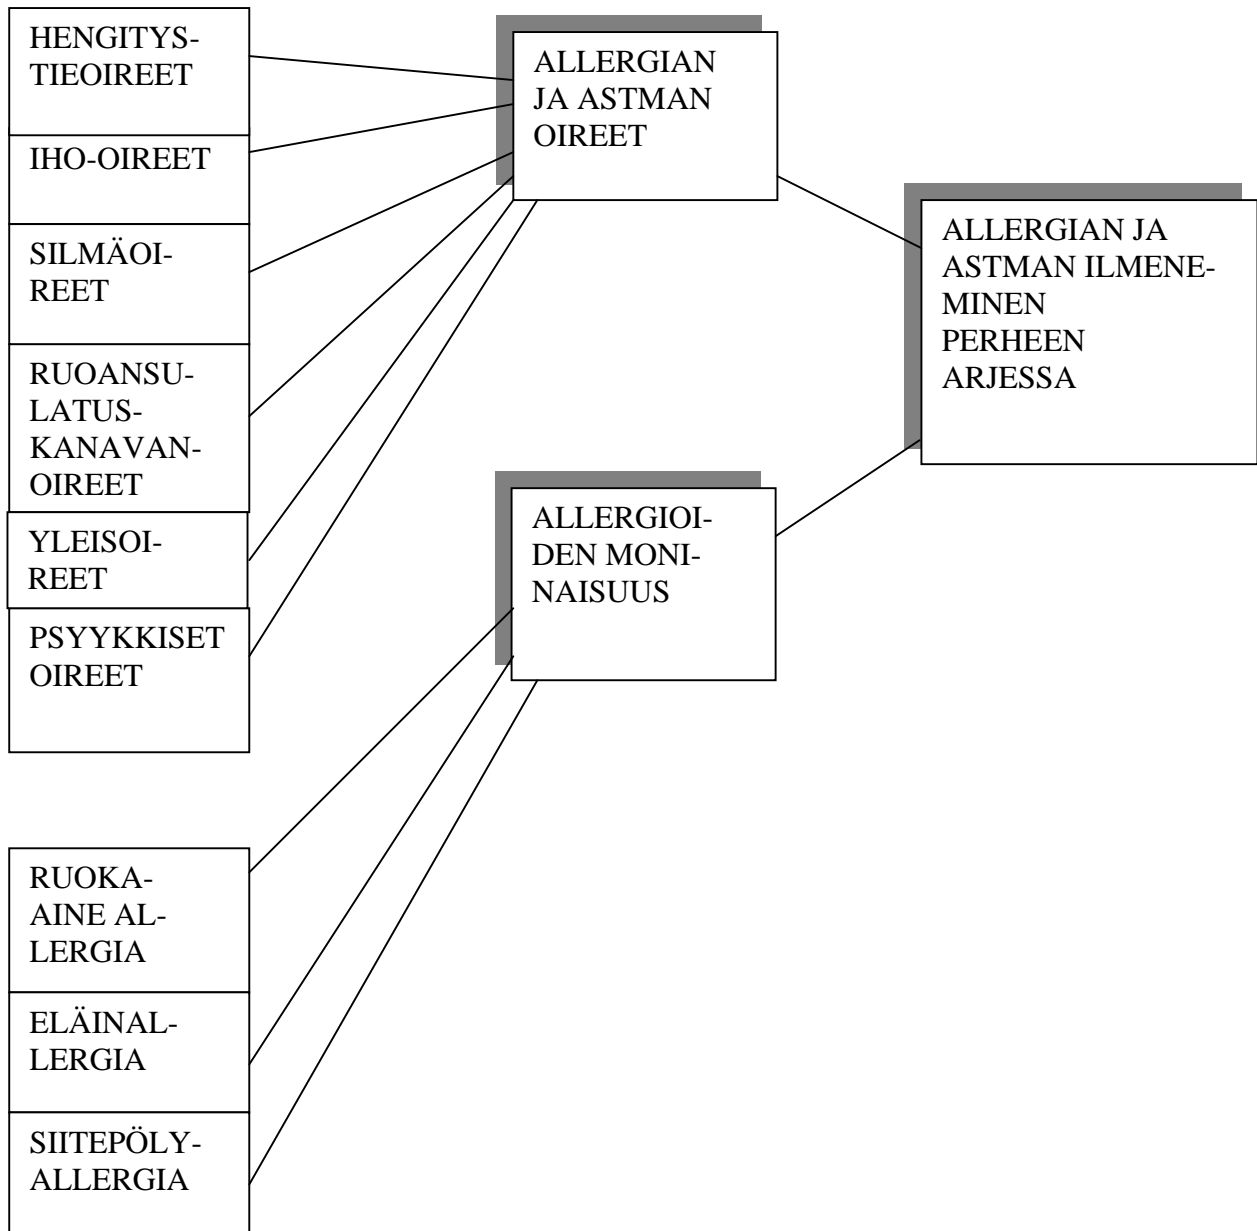 HENGITYS-
TIEOIREET
IHO-OIREET
SILMÄOI-
REET
RUOANSU-
LATUS-
KANAVAN-
OIREET
YLEISOI-
REET
PSYYKKISET
OIREET
RUOKA-
AINE AL-
LERGIA
ELÄINAL-
LERGIA
SIITEPÖLY-
ALLERGIA
ALLERGIAN
JA ASTMAN
OIREET
ALLERGIOI-
DEN MONI-
NAISUUS
ALLERGIAN JA
ASTMAN ILMENE-
MINEN
PERHEEN
ARJESSA